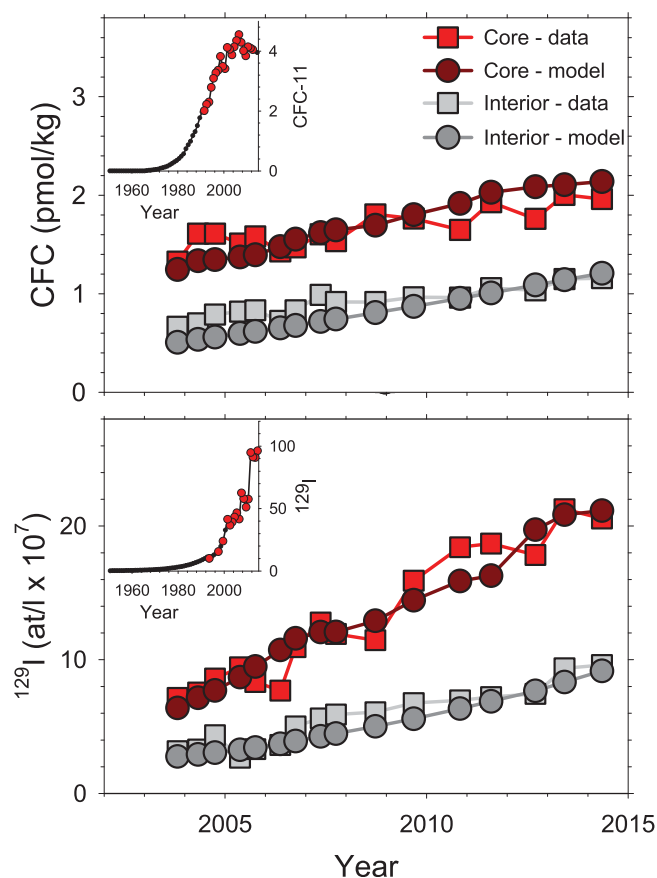 Core - data
Core - model
Interior - data
Interior - model
CFC (pmol/kg)
3
2
1
0
CFC-11
4
2
0
1960 1980 2000
Year
¹²⁹I (at/l x 10⁷)
20
10
0
¹²⁹I
100
50
0
1960 1980 2000
Year
2005 2010 2015
Year